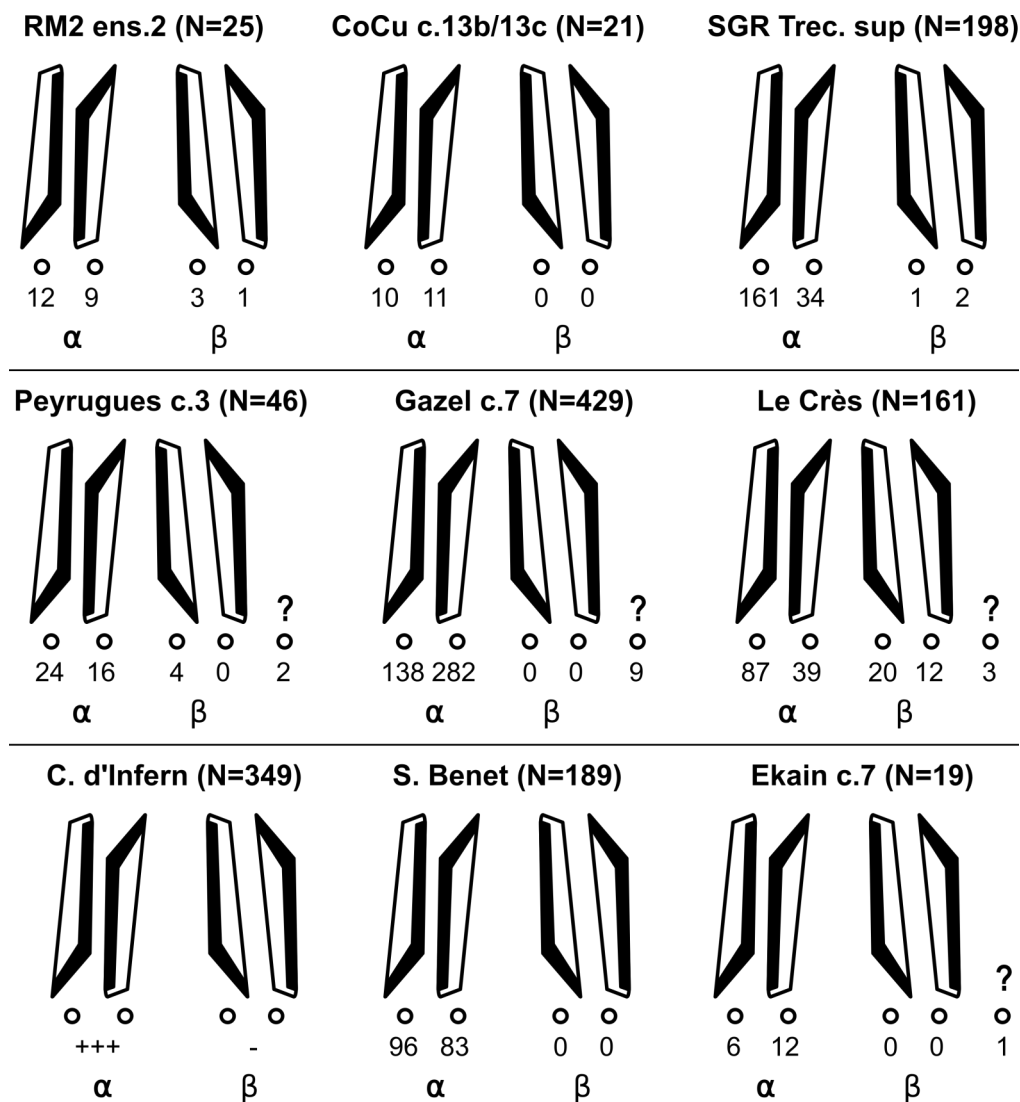 RM2 ens.2 (N=25) CoCu c.13b/13c (N=21) SGR Trec. sup (N=198)
12 9 3 1 10 11 0 0 161 34 1 2
α β α β α β
Peyrugues c.3 (N=46) Gazel c.7 (N=429) Le Crès (N=161)
? ? ?
24 16 4 0 2 138 282 0 0 9 87 39 20 12 3
α β α β α β
C. d'Infern (N=349) S. Benet (N=189) Ekain c.7 (N=19)
?
+++ - 96 83 0 0 6 12 0 0 1
α β α β α β